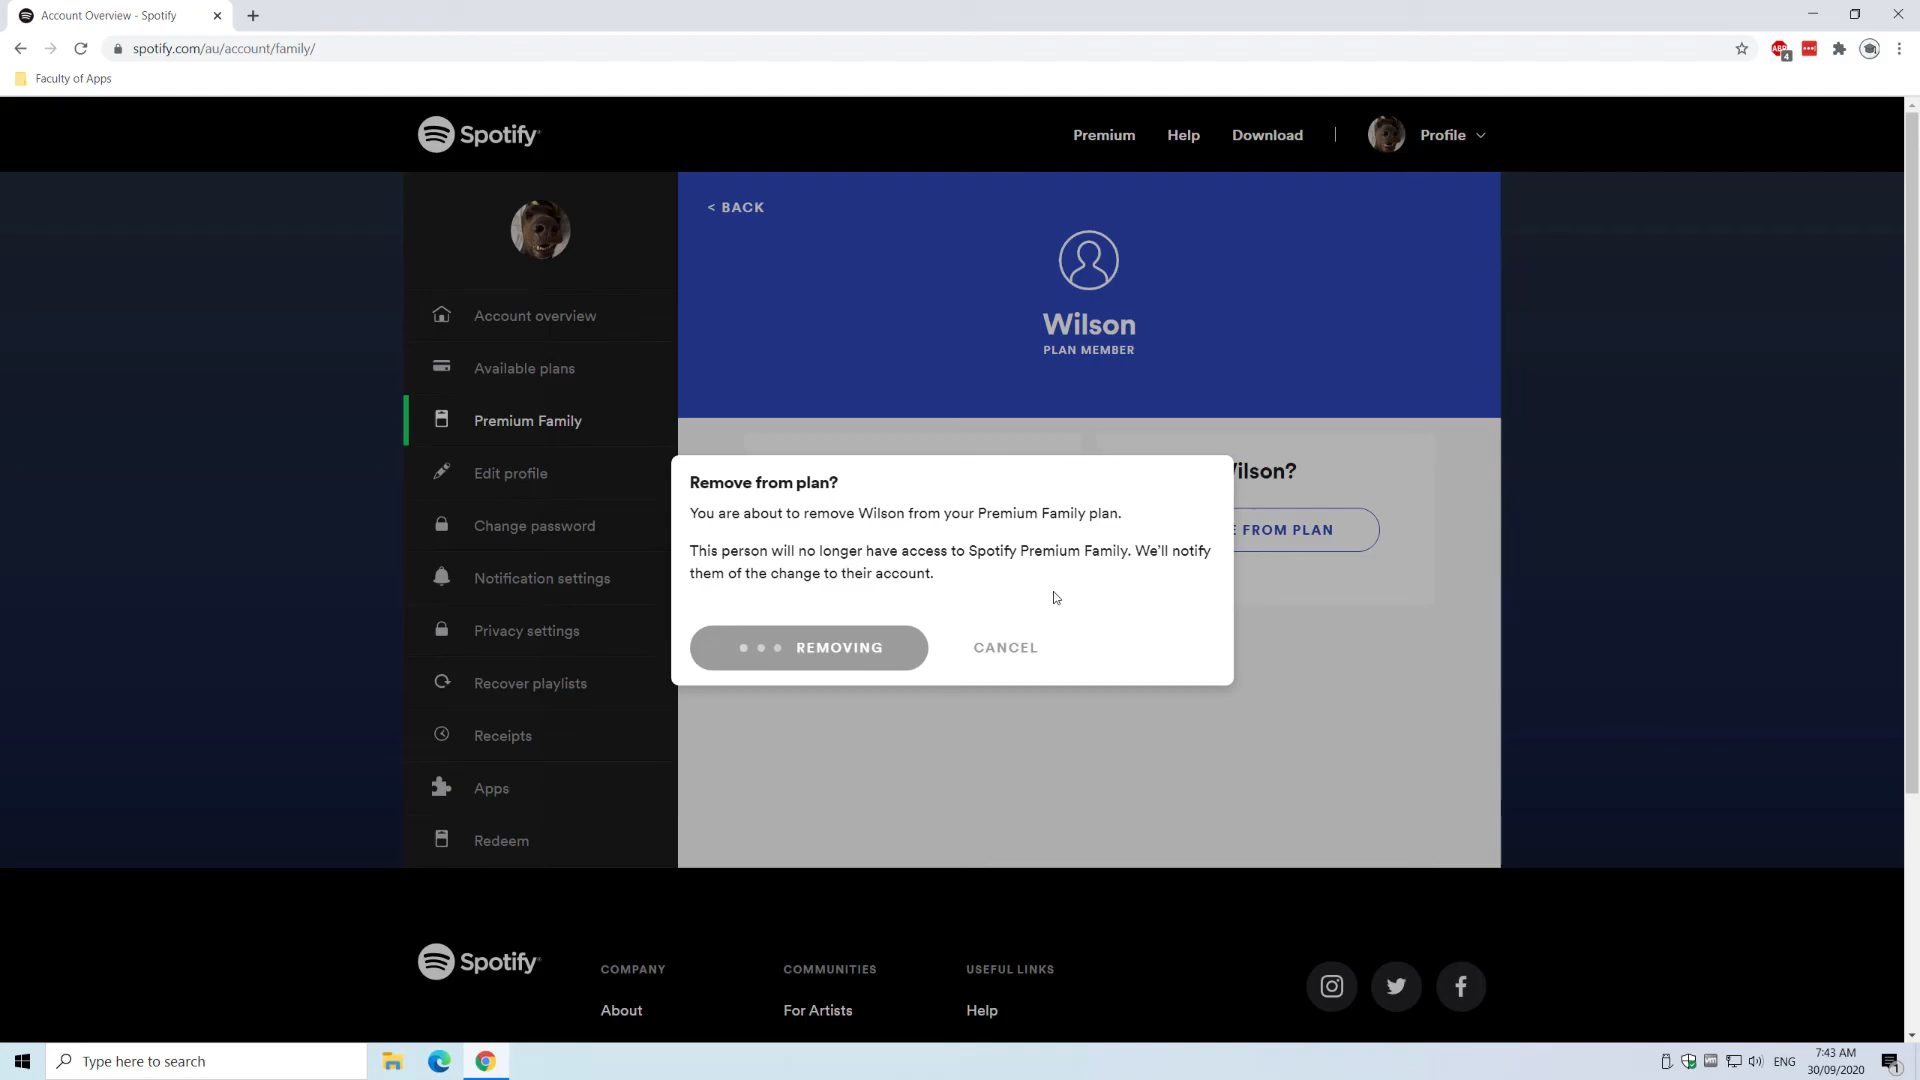 Account Overview - Spotify
spotify.com/au/account/family/
ABP
4
Faculty of Apps
Spotify
Premium
Help
Download
Profile
Account overview
Available plans
Premium Family
Edit profile
Change password
Notification settings
Privacy settings
Recover playlists
Receipts
Apps
Redeem
< BACK
Wilson
PLAN MEMBER
ilson?
E FROM PLAN
Remove from plan?
You are about to remove Wilson from your Premium Family plan.
This person will no longer have access to Spotify Premium Family. We'll notify
them of the change to their account.
REMOVING
CANCEL
Spotify
COMPANY
About
COMMUNITIES
For Artists
USEFUL LINKS
Help
Type here to search
ENG
7:43 AM
30/09/2020
1